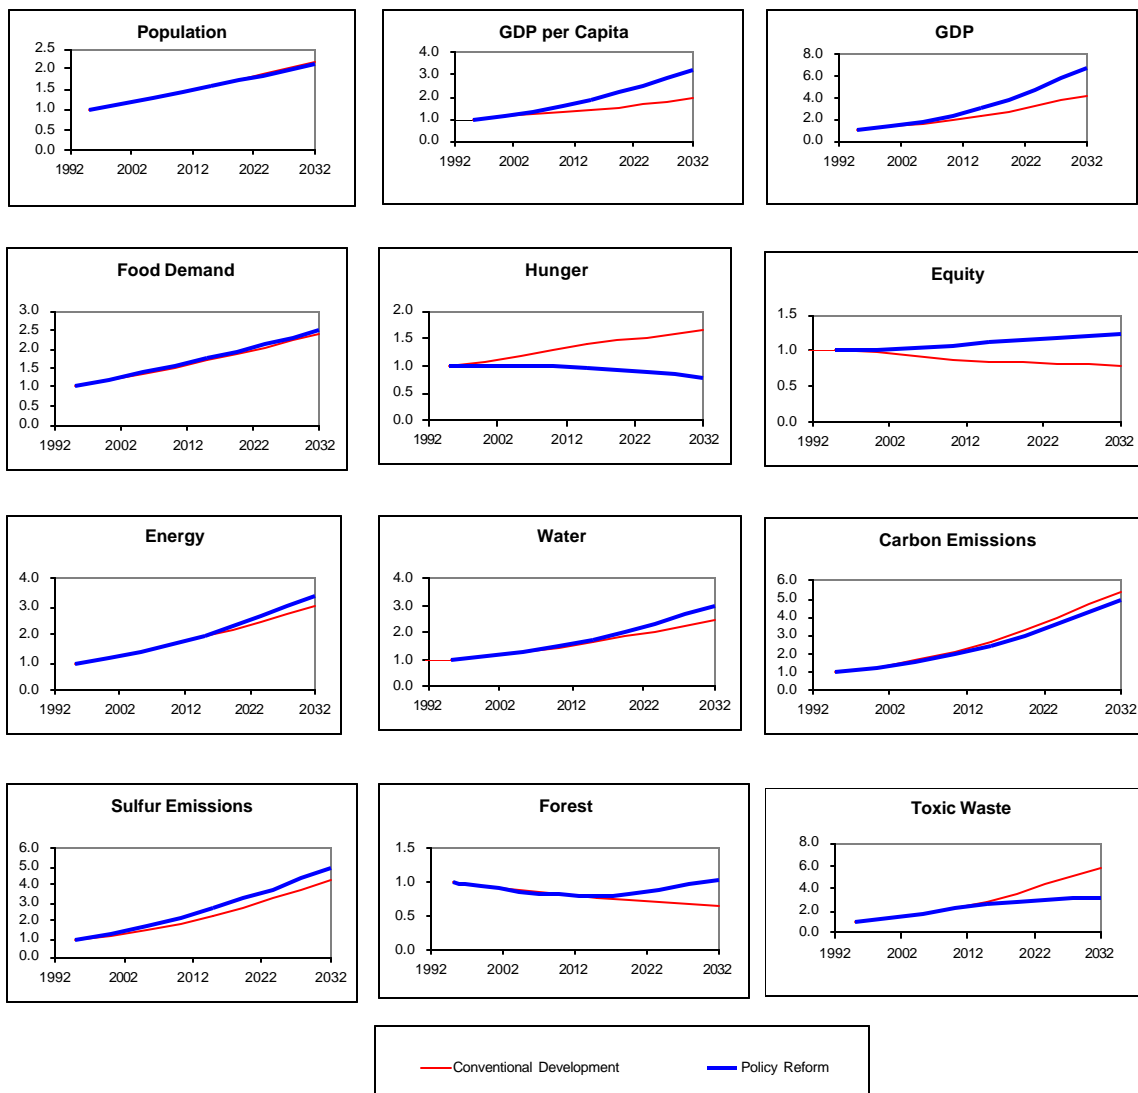 Population
2.5
2.0
1.5
1.0
0.5
0.0
1992 2002 2012 2022 2032
GDP per Capita
4.0
3.0
2.0
1.0
0.0
1992 2002 2012 2022 2032
GDP
8.0
6.0
4.0
2.0
0.0
1992 2002 2012 2022 2032
Food Demand
3.0
2.5
2.0
1.5
1.0
0.5
0.0
1992 2002 2012 2022 2032
Hunger
2.0
1.5
1.0
0.5
0.0
1992 2002 2012 2022 2032
Equity
1.5
1.0
0.5
0.0
1992 2002 2012 2022 2032
Energy
4.0
3.0
2.0
1.0
0.0
1992 2002 2012 2022 2032
Water
4.0
3.0
2.0
1.0
0.0
1992 2002 2012 2022 2032
Carbon Emissions
6.0
5.0
4.0
3.0
2.0
1.0
0.0
1992 2002 2012 2022 2032
Sulfur Emissions
6.0
5.0
4.0
3.0
2.0
1.0
0.0
1992 2002 2012 2022 2032
Forest
1.5
1.0
0.5
0.0
1992 2002 2012 2022 2032
Toxic Waste
8.0
6.0
4.0
2.0
0.0
1992 2002 2012 2022 2032
Conventional Development Policy Reform